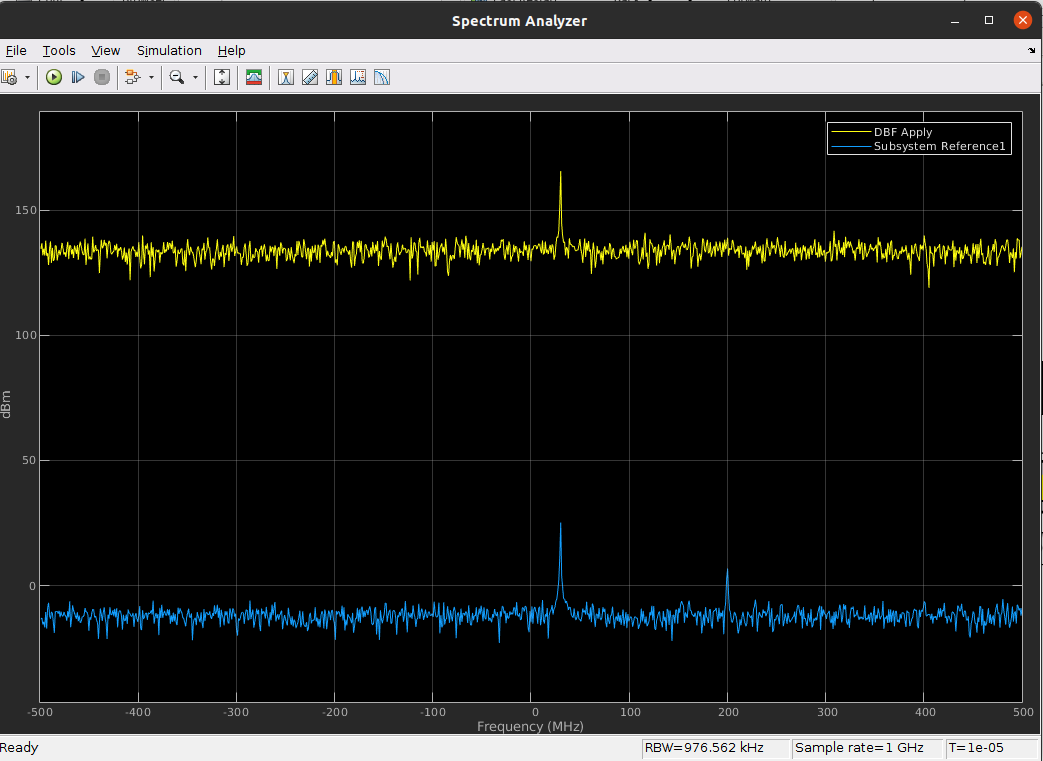 Spectrum Analyzer
File Tools View Simulation Help
DBF Apply
Subsystem Reference1
150
100
50
0
dBm
-500 -400 -300 -200 -100 0 100 200 300 400 500
Frequency (MHz)
Ready RBW=976.562 kHz Sample rate=1 GHz T=1e-05